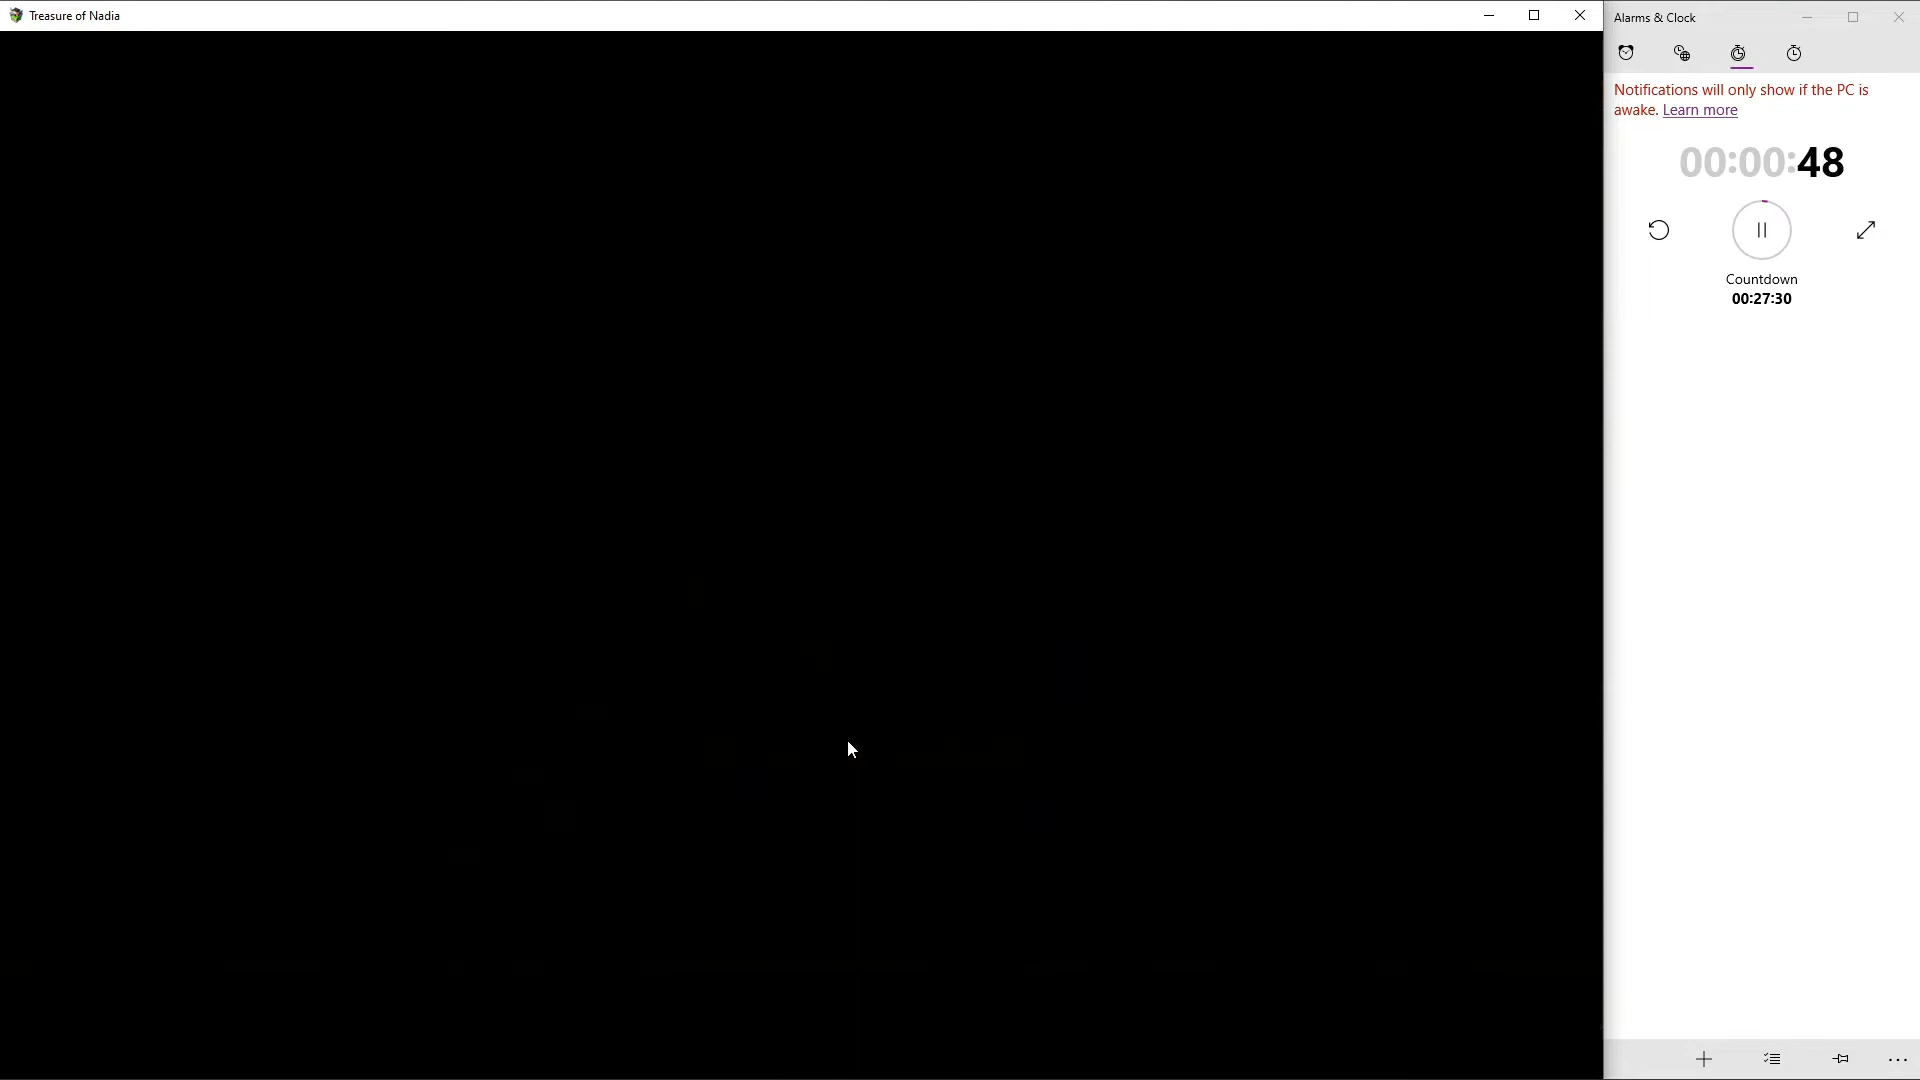 Treasure of Nadia
Alarms & Clock
Notifications will only show if the PC is
awake. Learn more
00:00:48
Countdown
00:27:30